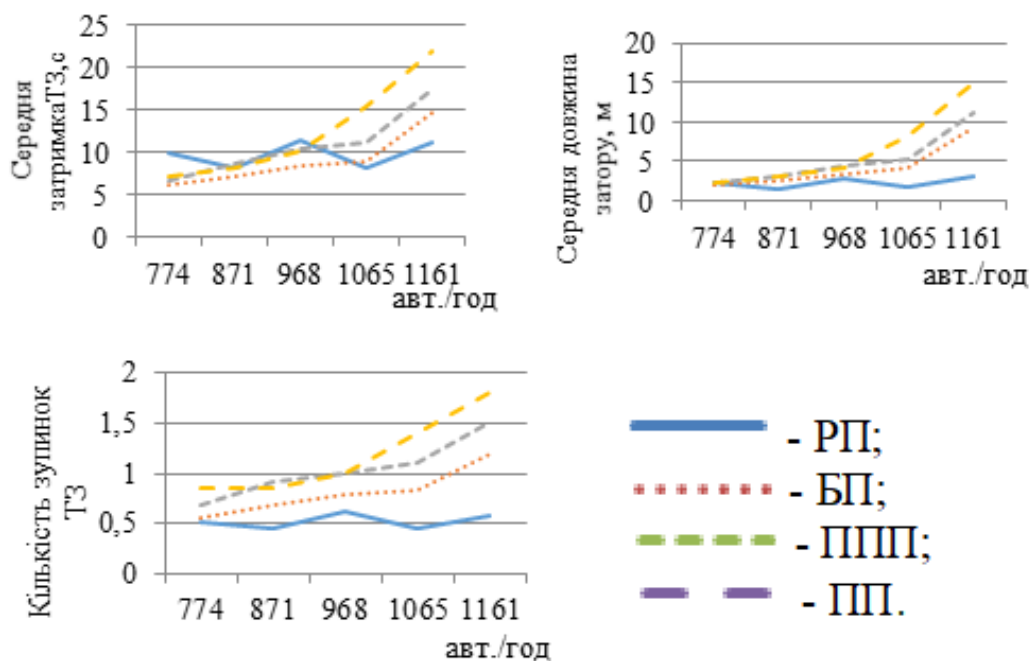 Середня
затримкаТЗ,с
25
20
15
10
5
0
774 871 968 1065 1161
авт./год
Середня довжина
затору, м
20
15
10
5
0
774 871 968 1065 1161
авт./год
Кількість зупинок
ТЗ
2
1,5
1
0,5
0
774 871 968 1065 1161
авт./год
- РП;
- БП;
- ППП;
- ПП.